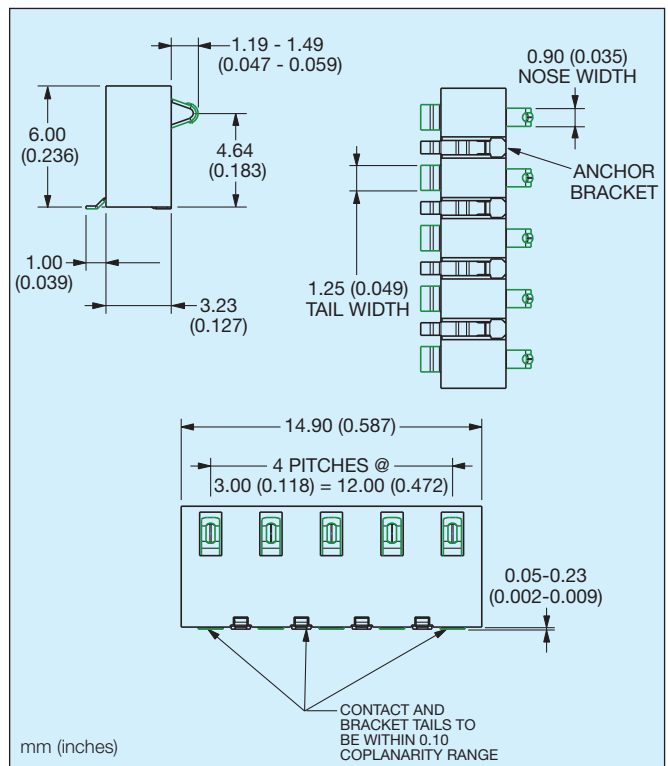 1.19 - 1.49
(0.047 - 0.059)
6.00
(0.236)
4.64
(0.183)
1.00
(0.039)
3.23
(0.127)
0.90 (0.035)
NOSE WIDTH
ANCHOR
BRACKET
1.25 (0.049)
TAIL WIDTH
14.90 (0.587)
4 PITCHES @
3.00 (0.118) = 12.00 (0.472)
0.05-0.23
(0.002-0.009)
CONTACT AND
BRACKET TAILS TO
BE WITHIN 0.10
COPLANARITY RANGE
mm (inches)